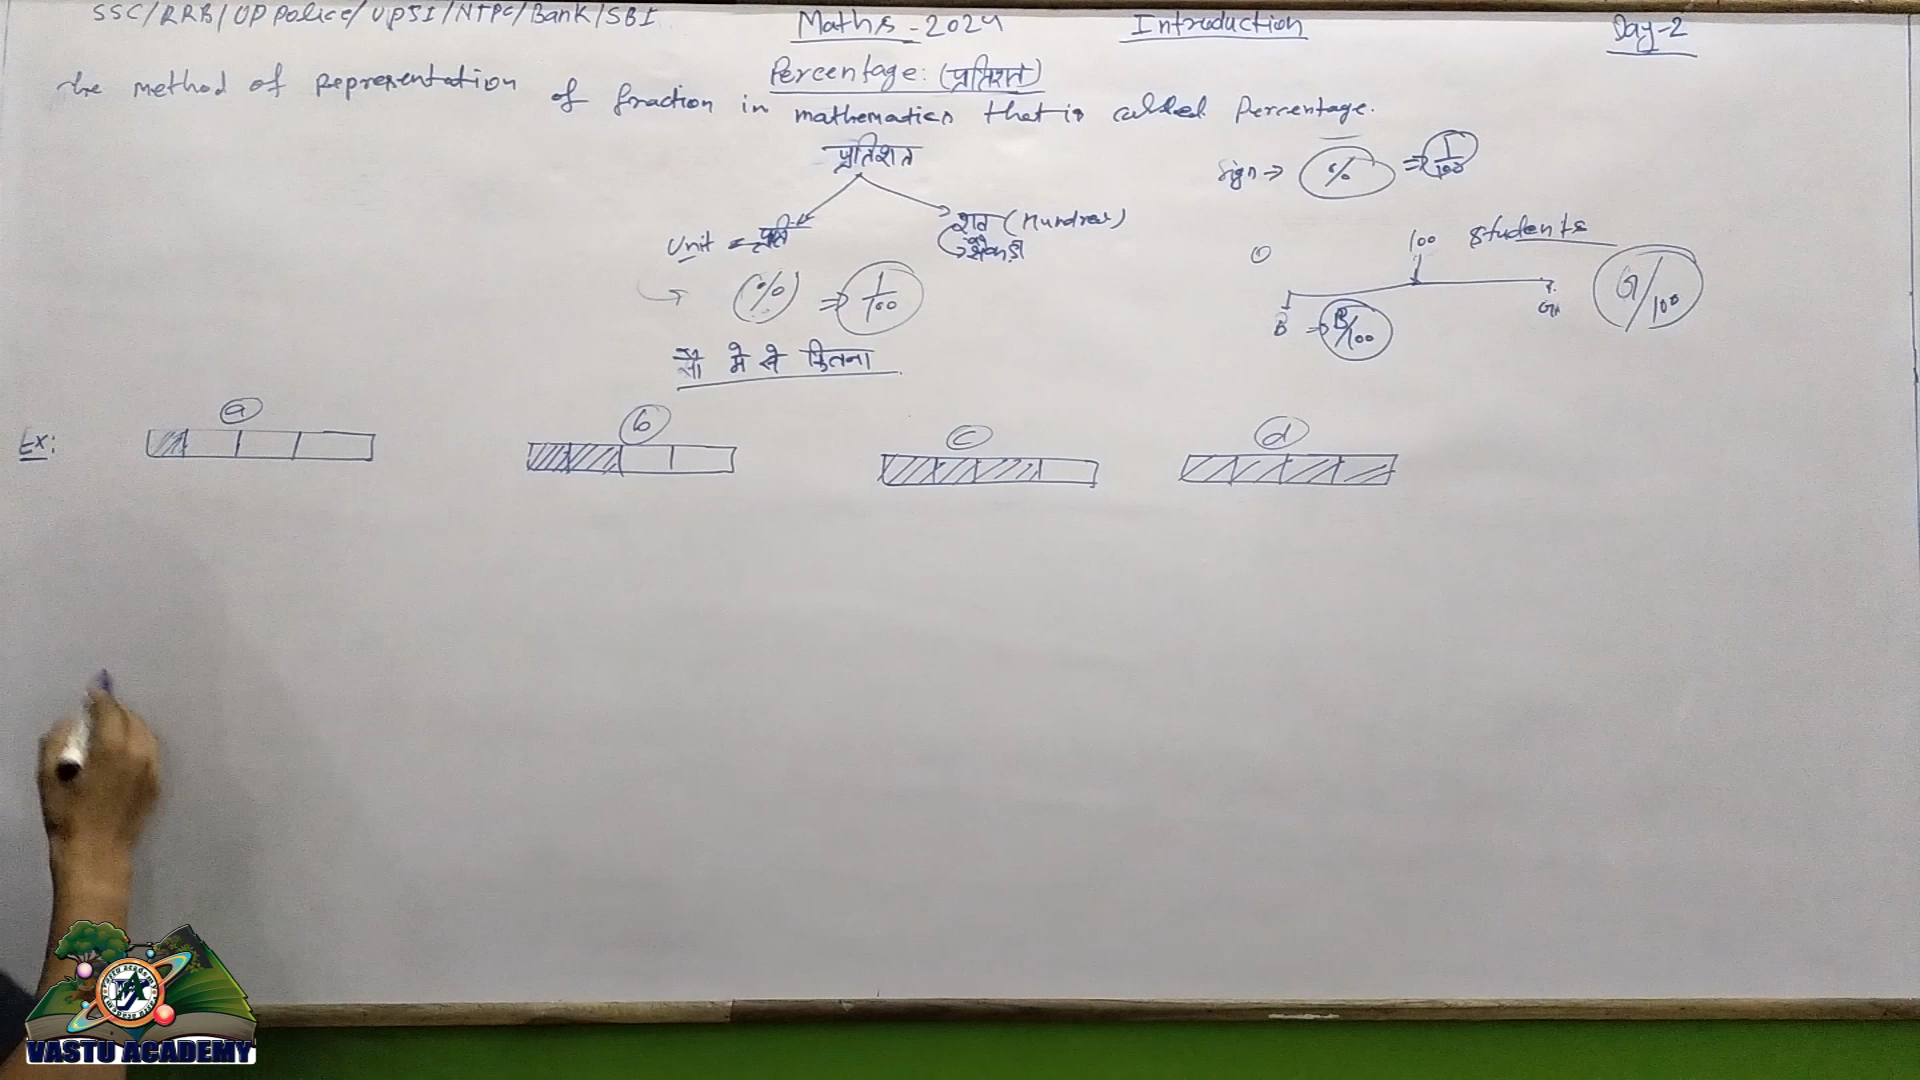 SSC/RRB/UP Police/UPSI/NTPC/Bank/SBI Maths-2024 Introduction Day-2
Percentage: (प्रतिशत)
the method of representation of fraction in mathematics that is called Percentage.
प्रतिशत
Sign ⇒ % ⇒ 1/100
Unit = प्रति
शत (Hundred)
सैकड़ा
% ⇒ 1/100
① 100 students
B ⇒ B/100
G G/100
सौ में से कितना
Ex: ⓐ ⓑ ⓒ ⓓ
VASTU ACADEMY